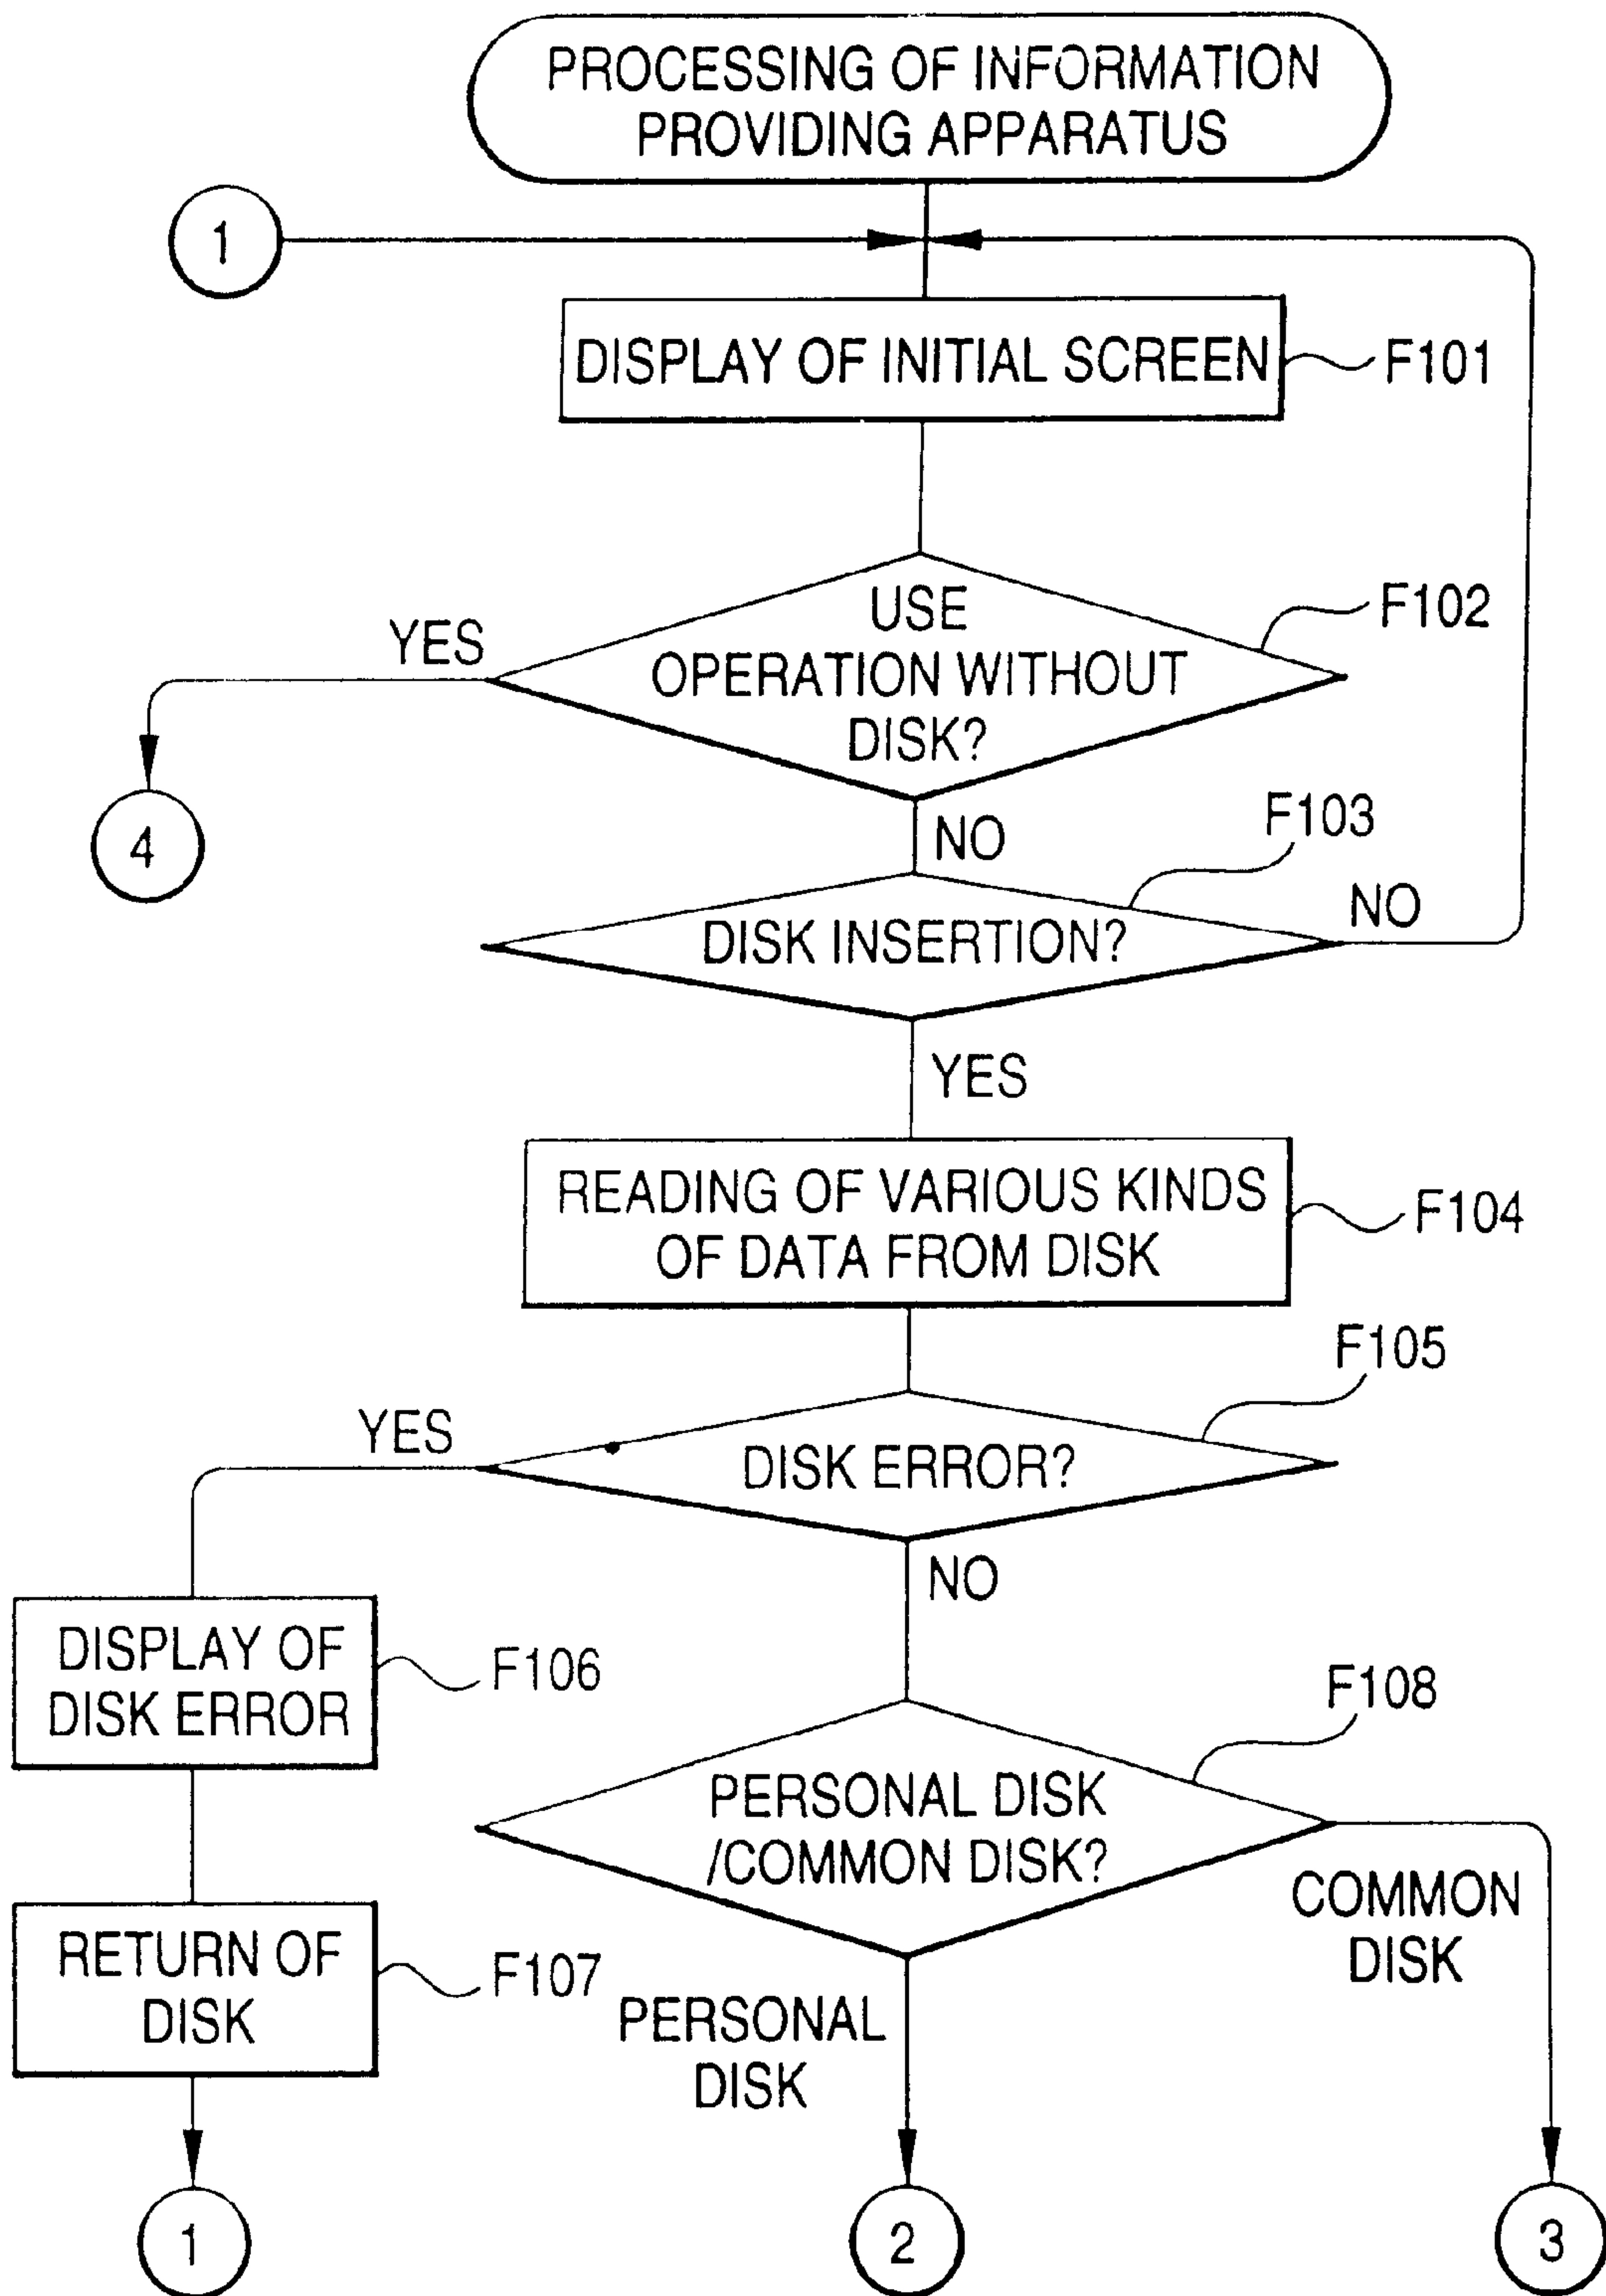 PROCESSING OF INFORMATION
PROVIDING APPARATUS
1
DISPLAY OF INITIAL SCREEN
F101
USE
OPERATION WITHOUT
DISK?
F102
YES
4
NO
F103
DISK INSERTION?
NO
YES
READING OF VARIOUS KINDS
OF DATA FROM DISK
F104
F105
YES
DISK ERROR?
NO
DISPLAY OF
DISK ERROR
F106
F108
PERSONAL DISK
/COMMON DISK?
COMMON
DISK
RETURN OF
DISK
F107
PERSONAL
DISK
1
2
3